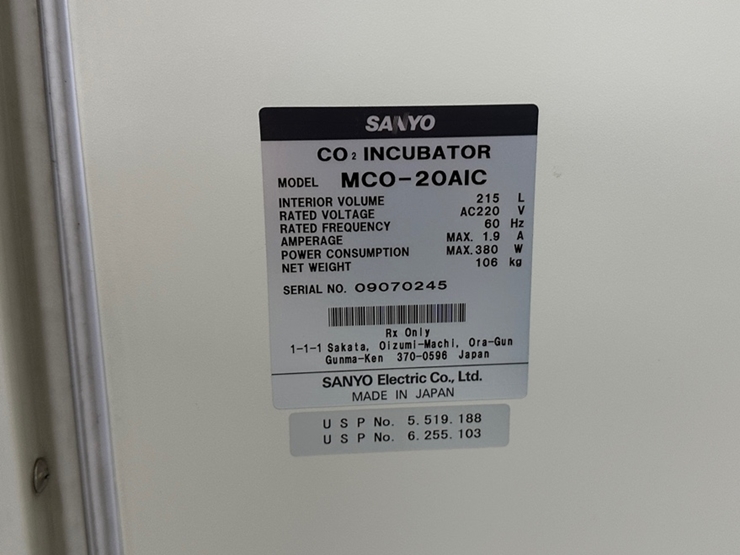 SANYO
CO₂ INCUBATOR
MODEL MCO-20AIC
INTERIOR VOLUME 215 L
RATED VOLTAGE AC220 V
RATED FREQUENCY 60 Hz
AMPERAGE MAX. 1.9 A
POWER CONSUMPTION MAX. 380 W
NET WEIGHT 106 kg
SERIAL NO. 09070245
Rx Only
1-1-1 Sakata, Oizumi-Machi, Ora-Gun
Gunma-Ken 370-0596 Japan
SANYO Electric Co., Ltd.
MADE IN JAPAN
U S P No. 5.519.188
U S P No. 6.255.103